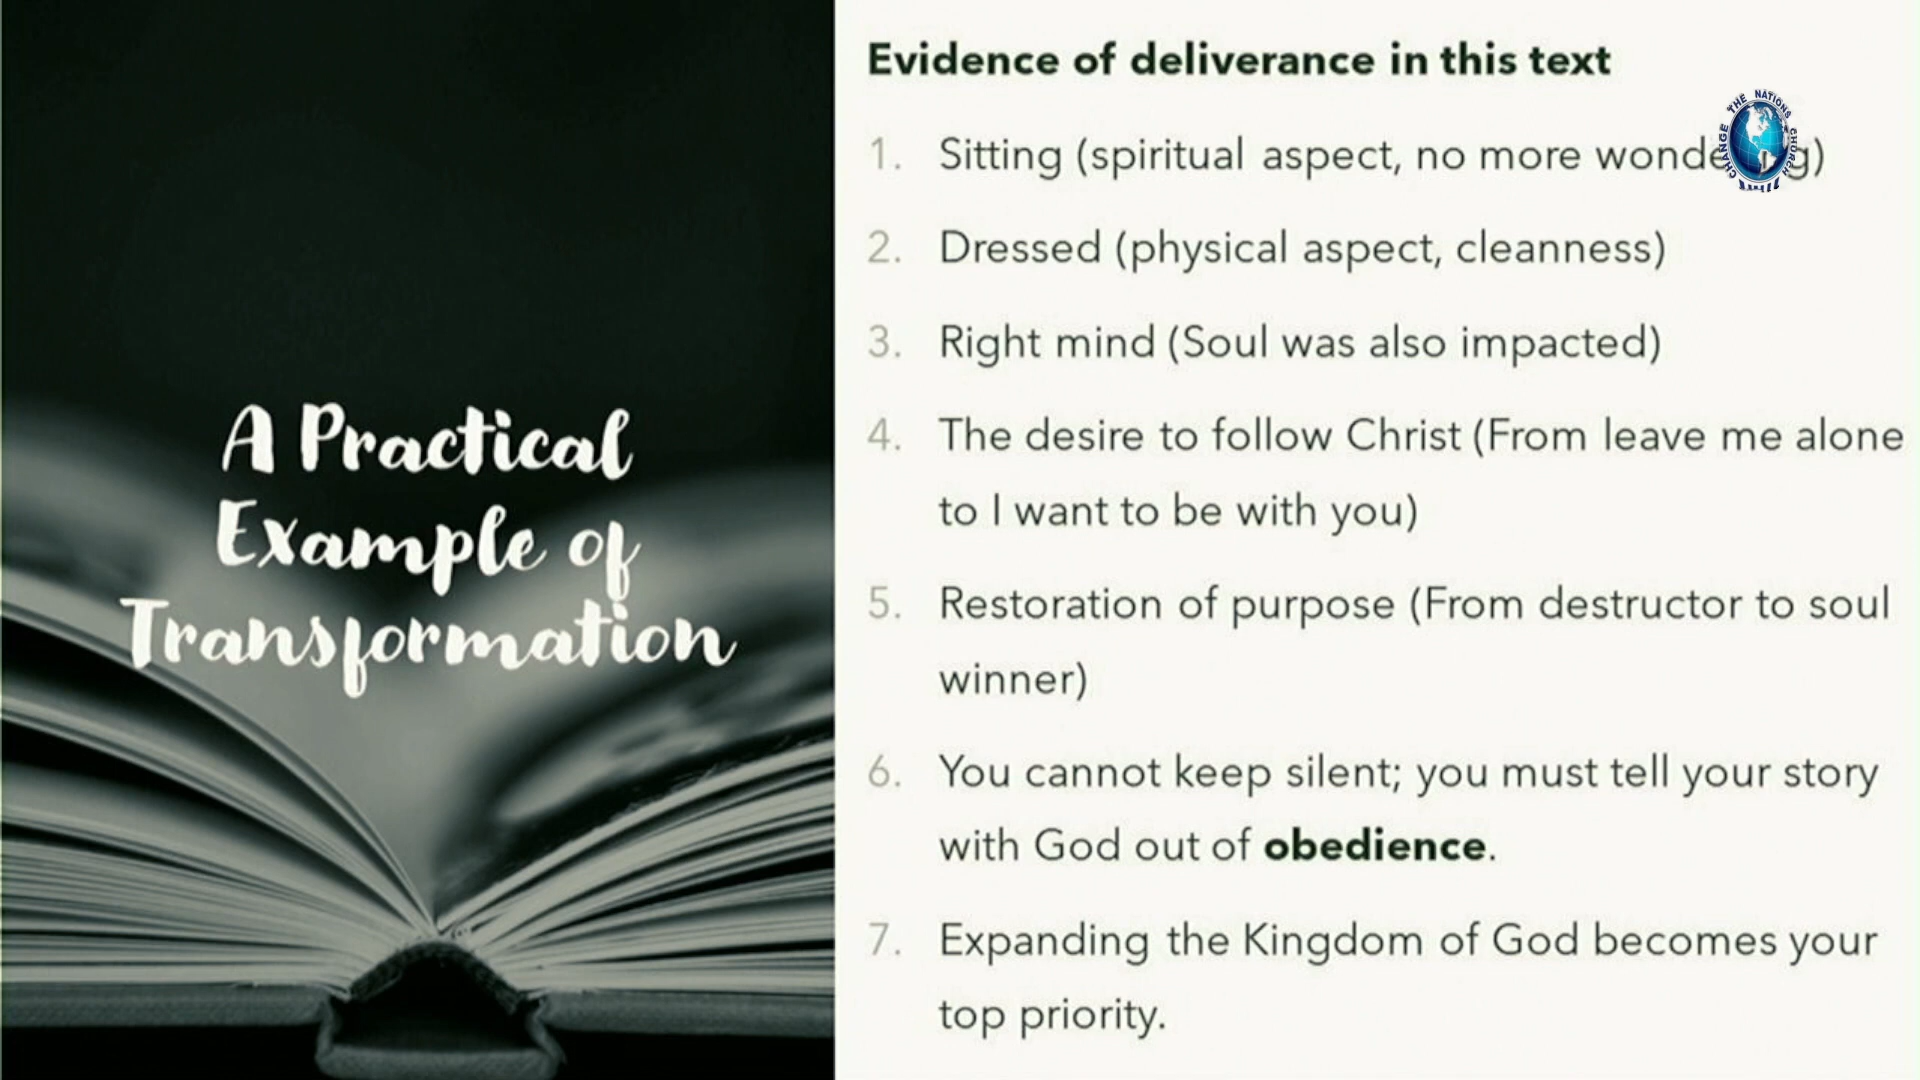 A Practical
Example of
Transformation
Evidence of deliverance in this text
1. Sitting (spiritual aspect, no more
2. Dressed (physical aspect, cleanness)
3. Right mind (Soul was also impacted)
4. The desire to follow Christ (From leave me alone
to I want to be with you)
5. Restoration of purpose (From destructor to soul
winner)
6. You cannot keep silent; you must tell your story
with God out of obedience.
7. Expanding the Kingdom of God becomes your
top priority.
CHANGE THE NATIONS CHURCH